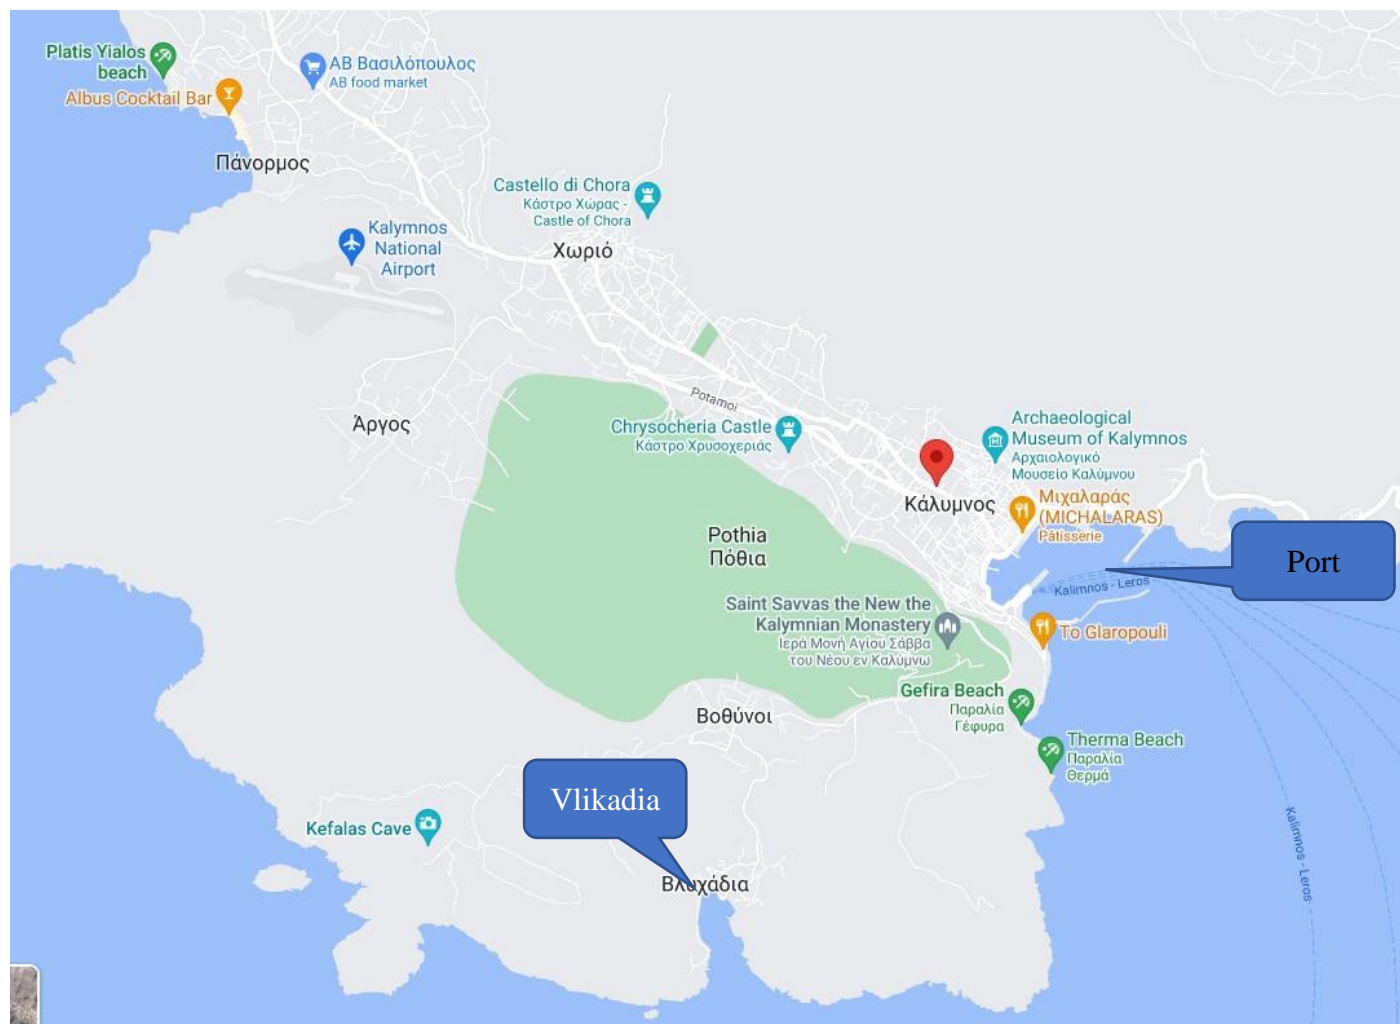 Platis Yialos
beach
ΑΒ Βασιλόπουλος
AB food market
Albus Cocktail Bar
Πάνορμος
Castello di Chora
Κάστρο Χώρας -
Castle of Chora
Kalymnos
National
Airport
Χωριό
Potamoi
Άργος
Chrysocheria Castle
Κάστρο Χρυσοχεριάς
Archaeological
Museum of Kalymnos
Αρχαιολογικό
Μουσείο Καλύμνου
Κάλυμνος
Μιχαλαράς
(MICHALARAS)
Pâtisserie
Pothia
Πόθια
Port
Kalimnos - Leros
Saint Savvas the New the
Kalymnian Monastery
Ιερά Μονή Αγίου Σάββα
του Νέου εν Καλύμνω
To Glaropouli
Gefira Beach
Παραλία
Γέφυρα
Βοθύνοι
Therma Beach
Παραλία
Θερμά
Vlikadia
Kefalas Cave
Βλυχάδια
Kalimnos - Leros